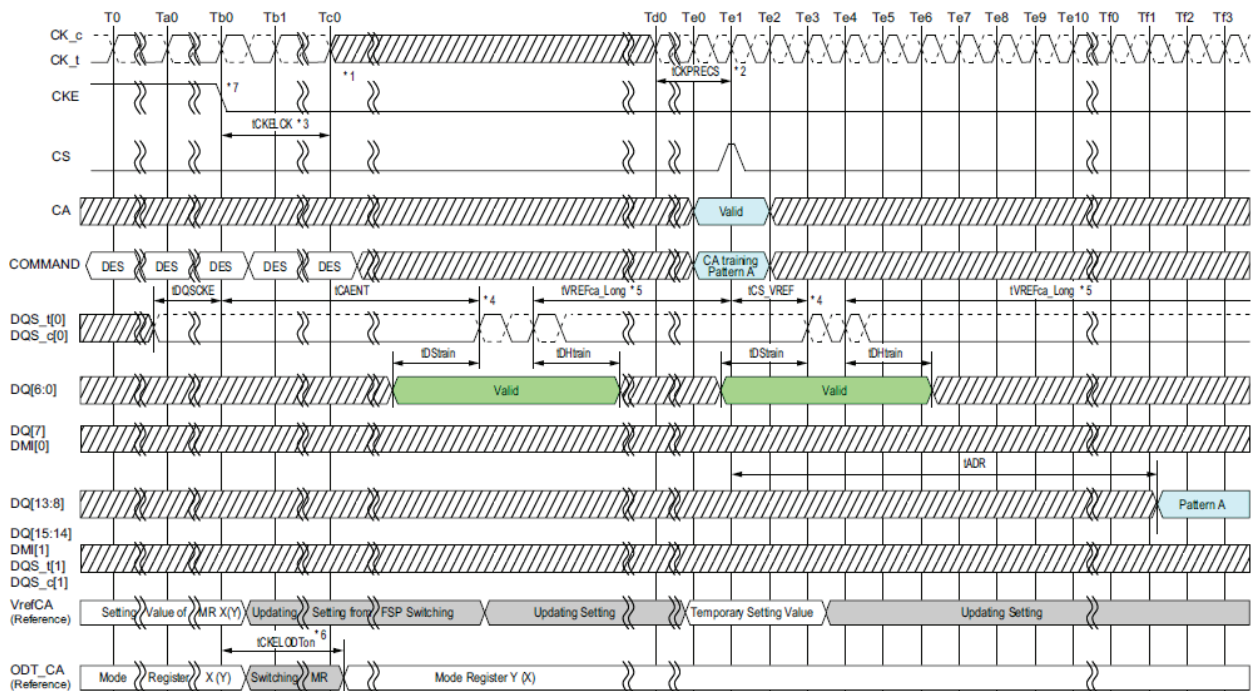 T0 Ta0 Tb0 Tb1 Tc0 Td0 Te0 Te1 Te2 Te3 Te4 Te5 Te6 Te7 Te8 Te9 Te10 Tf0 Tf1 Tf2 Tf3
CK_c
CK_t
*1
tCKPRECS *2
CKE
*7
tCKELCK *3
CS
CA
Valid
COMMAND
DES DES DES DES DES
CA training
Pattern A
tDQSCKE tCAENT *4 tVREFca_Long *5 tCS_VREF *4 tVREFca_Long *5
DQS_t[0]
DQS_c[0]
tDStrain tDHtrain tDStrain tDHtrain
DQ[6:0]
Valid Valid
DQ[7]
DMI[0]
tADR
DQ[13:8]
Pattern A
DQ[15:14]
DMI[1]
DQS_t[1]
DQS_c[1]
VrefCA
(Reference)
Setting Value of MR X(Y) Updating Setting from FSP Switching Updating Setting Temporary Setting Value Updating Setting
tCKELODTon *6
ODT_CA
(Reference)
Mode Register X (Y) Switching MR Mode Register Y (X)